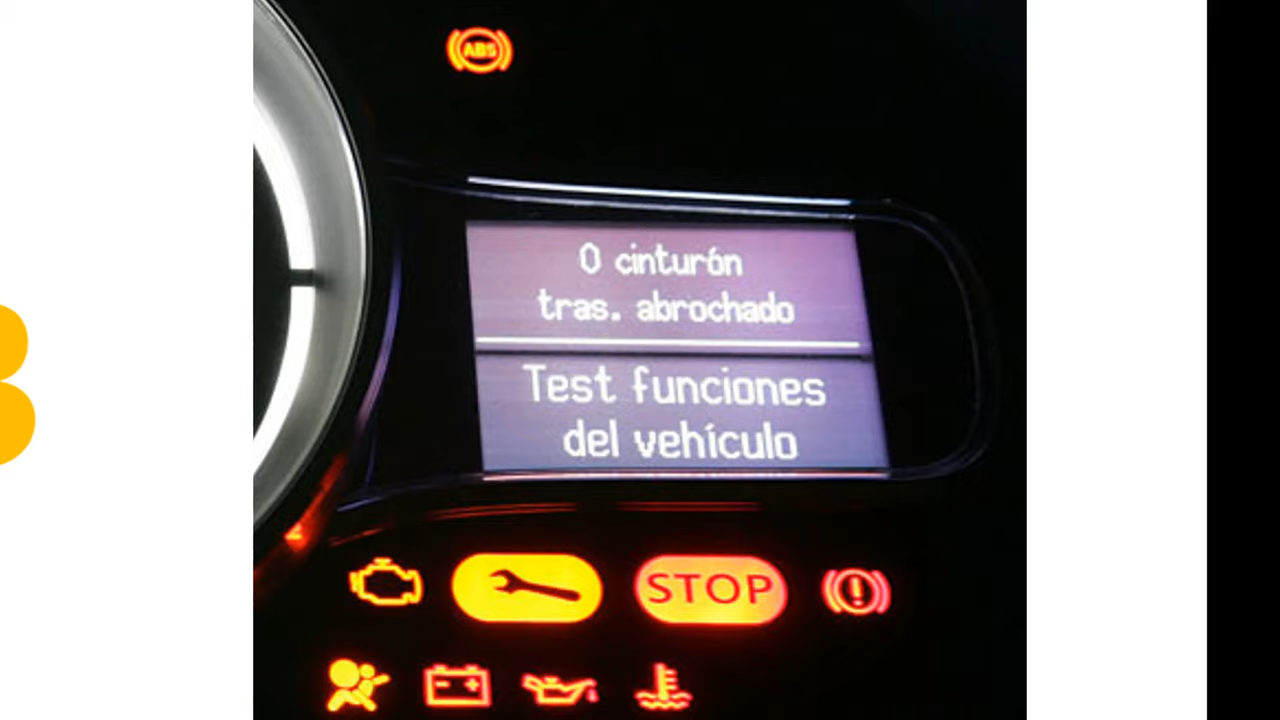 ABS
0 cinturón
tras. abrochado
Test funciones
del vehículo
STOP